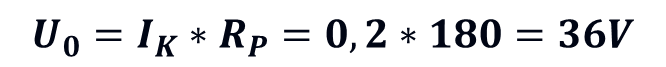 U₀ = I_K * R_P = 0,2 * 180 = 36V